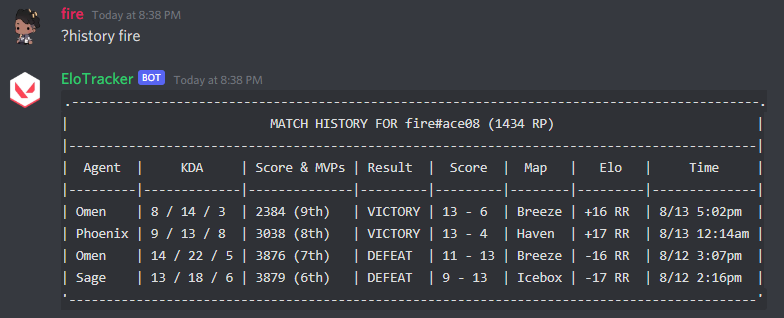 fire Today at 8:38 PM
?history fire
EloTracker BOT Today at 8:38 PM
.---------------------------------------------------------------------------------------------.
| MATCH HISTORY FOR fire#ace08 (1434 RP) |
|---------------------------------------------------------------------------------------------|
| Agent | KDA | Score & MVPs | Result | Score | Map | Elo | Time |
|---------|-------------|--------------|---------|---------|--------|---------|---------------|
| Omen | 8 / 14 / 3 | 2384 (9th) | VICTORY | 13 - 6 | Breeze | +16 RR | 8/13 5:02pm |
| Phoenix | 9 / 13 / 8 | 3038 (8th) | VICTORY | 13 - 4 | Haven | +17 RR | 8/13 12:14am |
| Omen | 14 / 22 / 5 | 3876 (7th) | DEFEAT | 11 - 13 | Breeze | -16 RR | 8/12 3:07pm |
| Sage | 13 / 18 / 6 | 3879 (6th) | DEFEAT | 9 - 13 | Icebox | -17 RR | 8/12 2:16pm |
'---------------------------------------------------------------------------------------------'